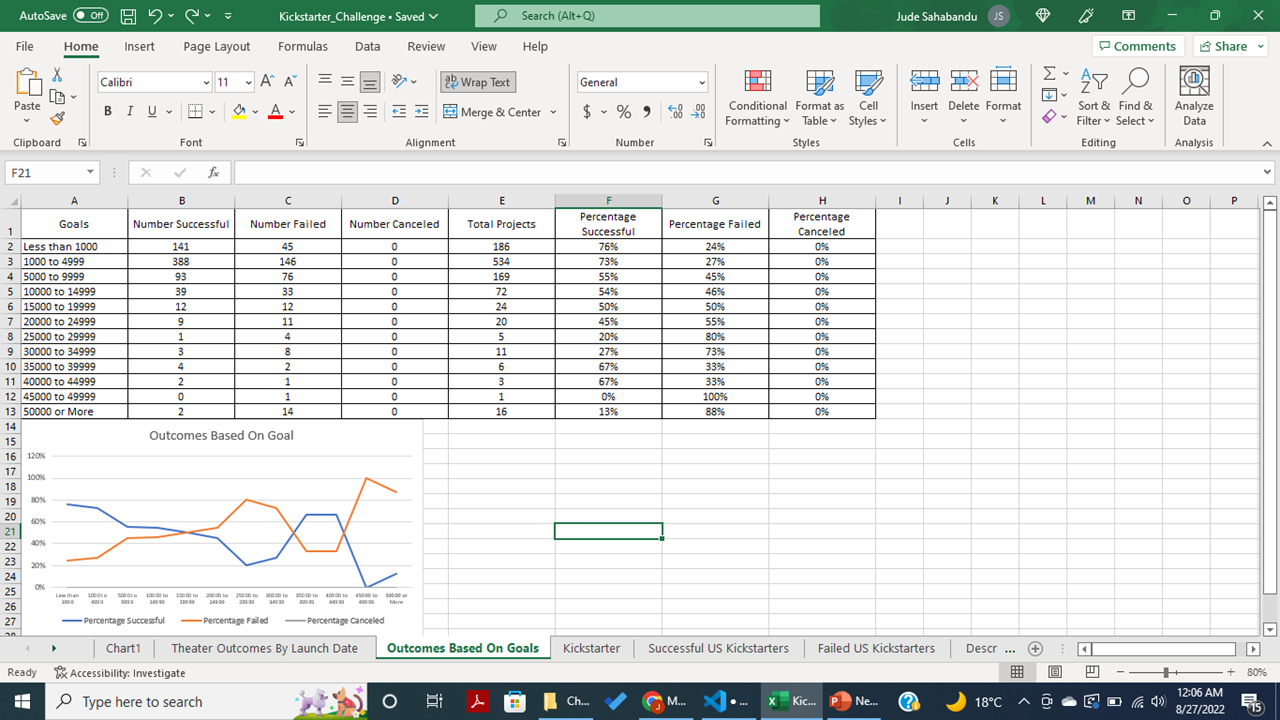 AutoSave Off Kickstarter_Challenge • Saved Search (Alt+Q) Jude Sahabandu JS
File Home Insert Page Layout Formulas Data Review View Help Comments Share
Paste Calibri 11 Wrap Text General Conditional Formatting Format as Table Cell Styles Insert Delete Format Sort & Filter Find & Select Analyze Data
B I U Merge & Center $ %
Clipboard Font Alignment Number Styles Cells Editing Analysis
F21 fx
A B C D E F G H I J K L M N O P
1 Goals Number Successful Number Failed Number Canceled Total Projects Percentage Successful Percentage Failed Percentage Canceled
2 Less than 1000 141 45 0 186 76% 24% 0%
3 1000 to 4999 388 146 0 534 73% 27% 0%
4 5000 to 9999 93 76 0 169 55% 45% 0%
5 10000 to 14999 39 33 0 72 54% 46% 0%
6 15000 to 19999 12 12 0 24 50% 50% 0%
7 20000 to 24999 9 11 0 20 45% 55% 0%
8 25000 to 29999 1 4 0 5 20% 80% 0%
9 30000 to 34999 3 8 0 11 27% 73% 0%
10 35000 to 39999 4 2 0 6 67% 33% 0%
11 40000 to 44999 2 1 0 3 67% 33% 0%
12 45000 to 49999 0 1 0 1 0% 100% 0%
13 50000 or More 2 14 0 16 13% 88% 0%
14
15
16
17
18
19
20
21
22
23
24
25
26
27
Outcomes Based On Goal
120%
100%
80%
60%
40%
20%
0%
Less than 1000 1000 to 4999 5000 to 9999 10000 to 14999 15000 to 19999 20000 to 24999 25000 to 29999 30000 to 34999 35000 to 39999 40000 to 44999 45000 to 49999 50000 or More
Percentage Successful Percentage Failed Percentage Canceled
Chart1 Theater Outcomes By Launch Date Outcomes Based On Goals Kickstarter Successful US Kickstarters Failed US Kickstarters Descr ...
Ready Accessibility: Investigate 80%
Type here to search Ch... M... • ... Kic... Ne... 18°C 12:06 AM
8/27/2022 15